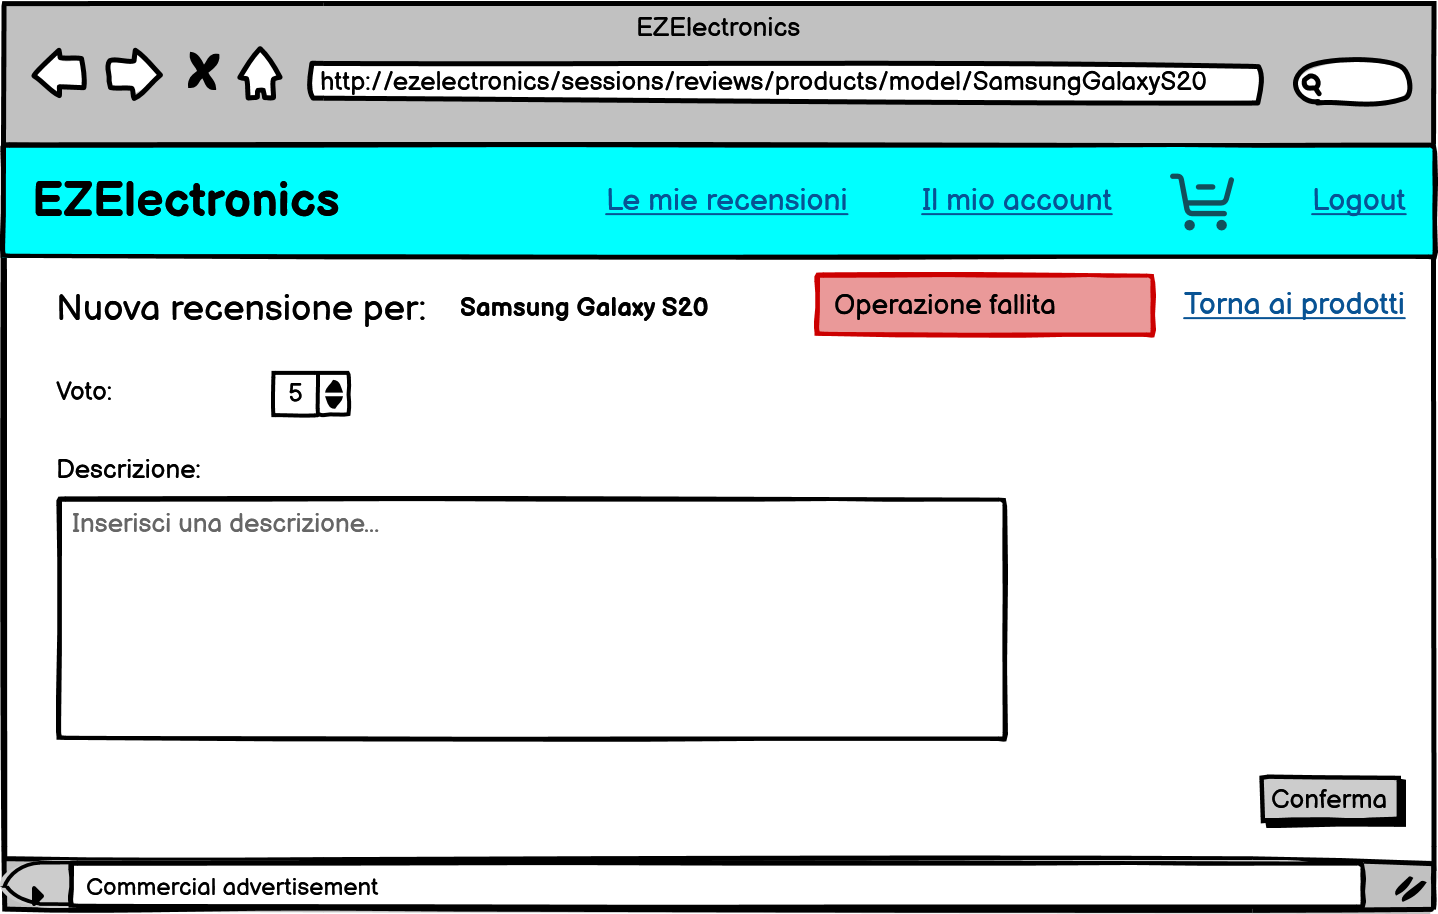 EZElectronics
http://ezelectronics/sessions/reviews/products/model/SamsungGalaxyS20
EZElectronics
Le mie recensioni
Il mio account
Logout
Nuova recensione per: Samsung Galaxy S20
Operazione fallita
Torna ai prodotti
Voto: 5
Descrizione:
Inserisci una descrizione...
Conferma
Commercial advertisement